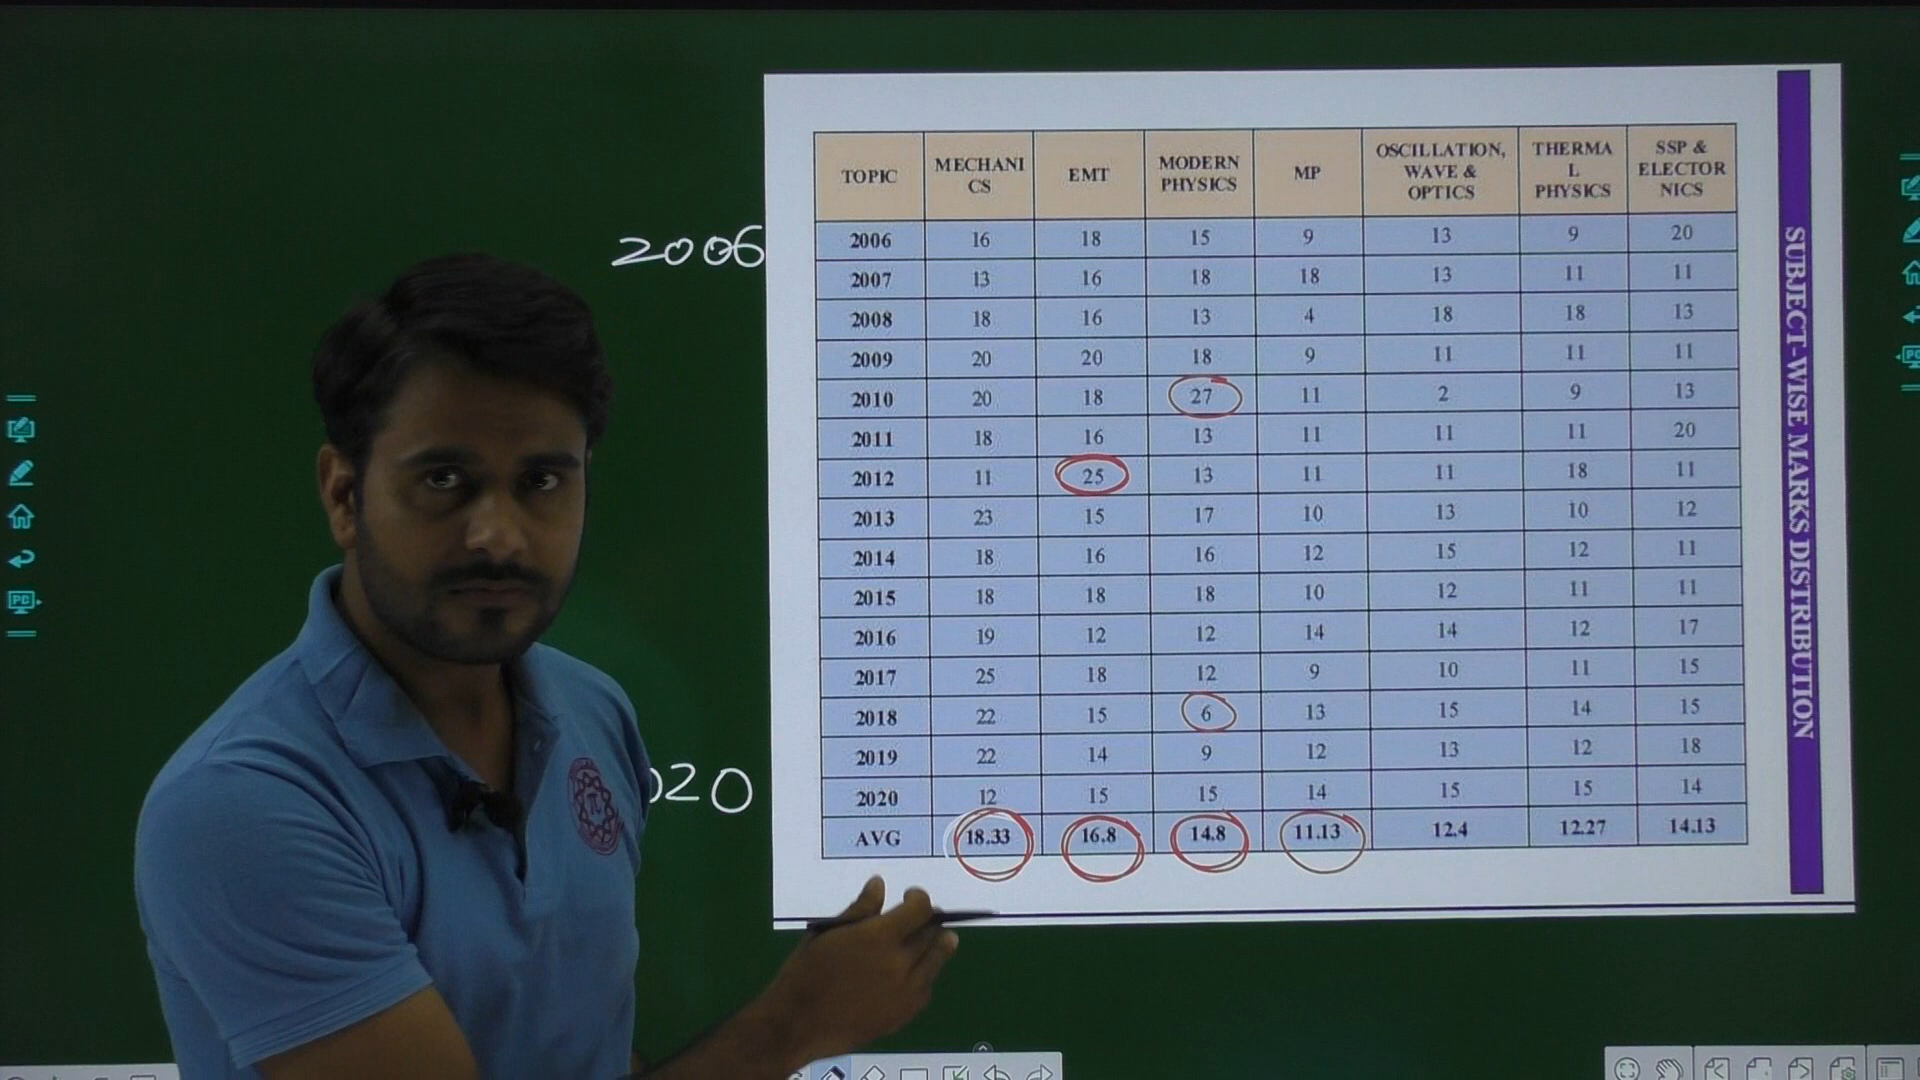 SUBJECT-WISE MARKS DISTRIBUTION
TOPIC MECHANI CS EMT MODERN PHYSICS MP OSCILLATION, WAVE & OPTICS THERMA L PHYSICS SSP & ELECTOR NICS
2006 16 18 15 9 13 9 20
2007 13 16 18 18 13 11 11
2008 18 16 13 4 18 18 13
2009 20 20 18 9 11 11 11
2010 20 18 27 11 2 9 13
2011 18 16 13 11 11 11 20
2012 11 25 13 11 11 18 11
2013 23 15 17 10 13 10 12
2014 18 16 16 12 15 12 11
2015 18 18 18 10 12 11 11
2016 19 12 12 14 14 12 17
2017 25 18 12 9 10 11 15
2018 22 15 6 13 15 14 15
2019 22 14 9 12 13 12 18
2020 12 15 15 14 15 15 14
AVG 18.33 16.8 14.8 11.13 12.4 12.27 14.13
2006
020
PC
PC
π